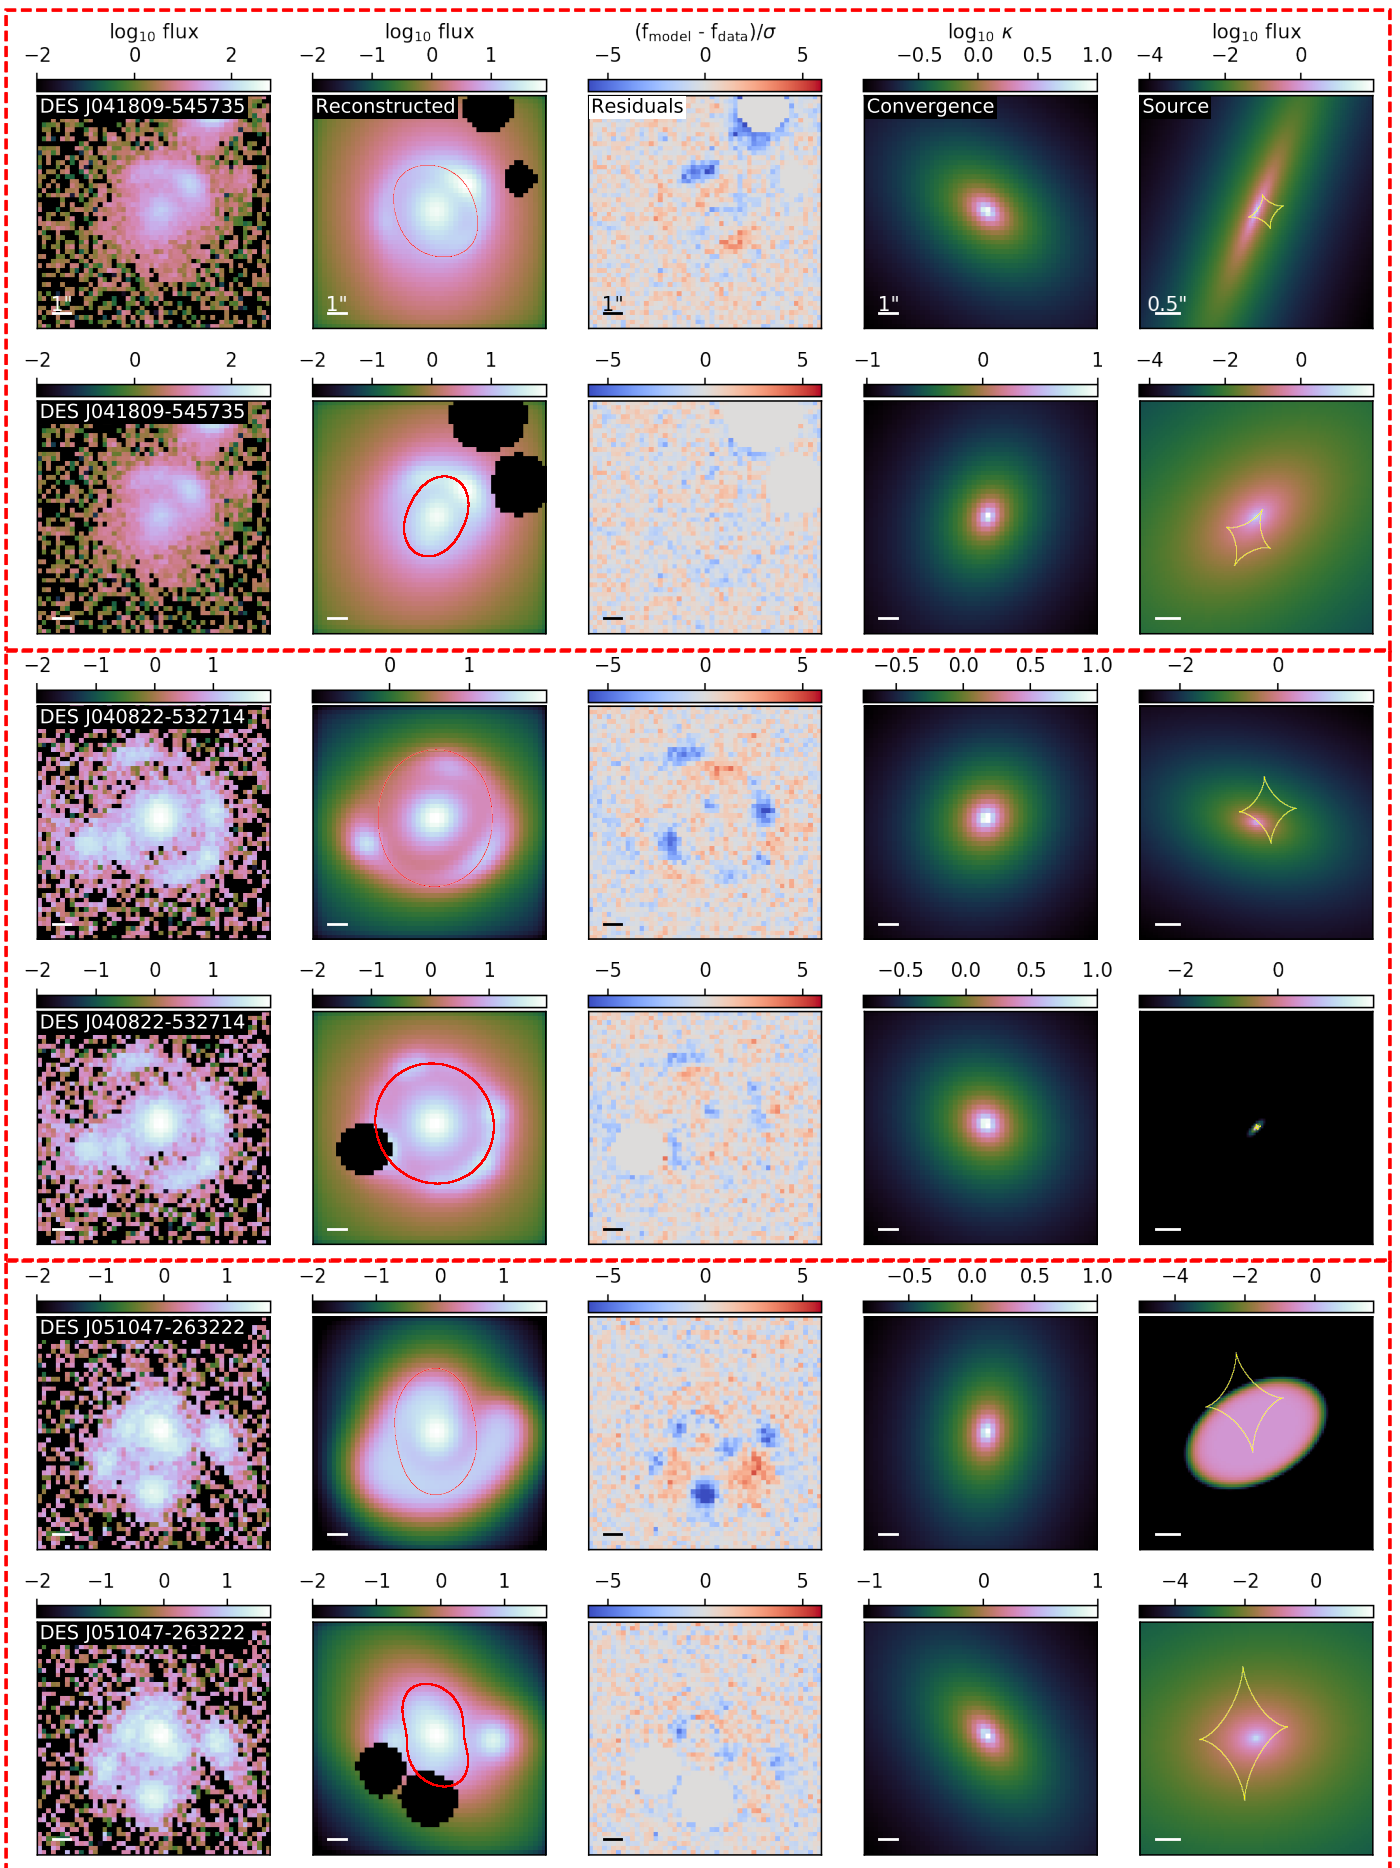 log₁₀ flux log₁₀ flux (f_model - f_data)/σ log₁₀ κ log₁₀ flux
−2 0 2 −1 0 1 −5 0 5 −0.5 0.0 0.5 1.0 −4 −2 0
DES J041809-545735 Reconstructed Residuals Convergence Source
1" 1" 1" 1" 0.5"
−2 0 2 −2 −1 0 1 −5 0 5 −1 0 1 −4 −2 0
DES J041809-545735
−2 −1 0 1 0 1 −5 0 5 −0.5 0.0 0.5 1.0 −2 0
DES J040822-532714
−2 −1 0 1 −2 −1 0 1 −5 0 5 −0.5 0.0 0.5 1.0 −2 0
DES J040822-532714
−2 −1 0 1 −2 −1 0 1 −5 0 5 −0.5 0.0 0.5 1.0 −4 −2 0
DES J051047-263222
−2 −1 0 1 −2 −1 0 1 −5 0 5 −1 0 1 −4 −2 0
DES J051047-263222